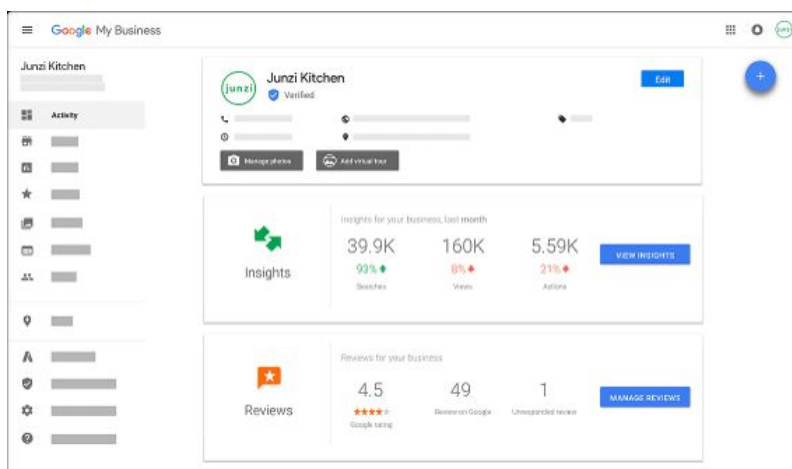 Google My Business
junzi
Junzi Kitchen
Junzi Kitchen
junzi
Verified
Edit
+
Activity
Manage photos
Add virtual tour
Insights
Insights for your business, last month
39.9K
160K
5.59K
93%
8%
21%
Searches
Views
Actions
VIEW INSIGHTS
Reviews
Reviews for your business
4.5
49
1
Google rating
Review on Google
Unresponded review
MANAGE REVIEWS